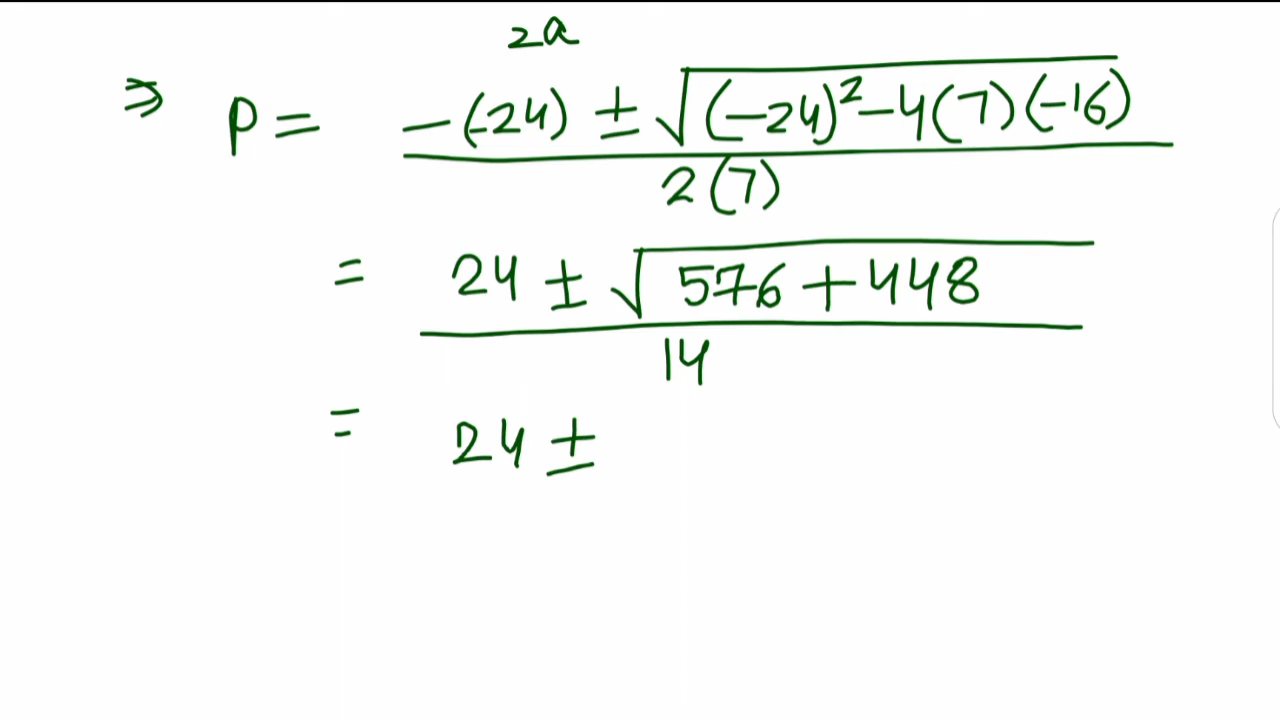 2a
⇒ p = -(-24) ± √(-24)² - 4(7)(-16)
2(7)
= 24 ± √576 + 448
14
= 24 ±